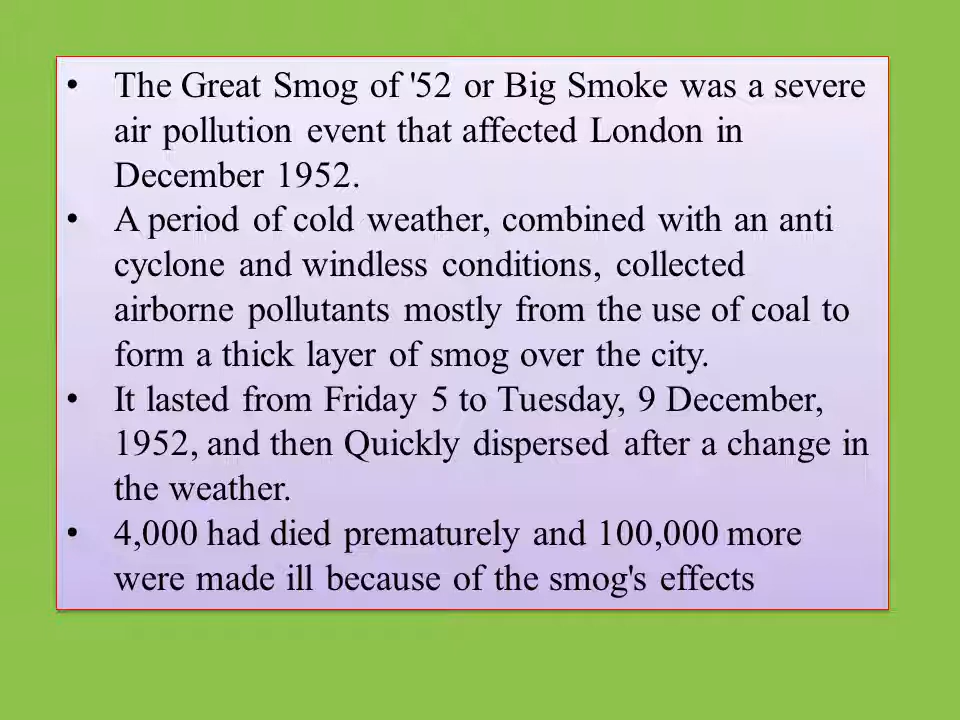 • The Great Smog of '52 or Big Smoke was a severe
air pollution event that affected London in
December 1952.
• A period of cold weather, combined with an anti
cyclone and windless conditions, collected
airborne pollutants mostly from the use of coal to
form a thick layer of smog over the city.
• It lasted from Friday 5 to Tuesday, 9 December,
1952, and then Quickly dispersed after a change in
the weather.
• 4,000 had died prematurely and 100,000 more
were made ill because of the smog's effects